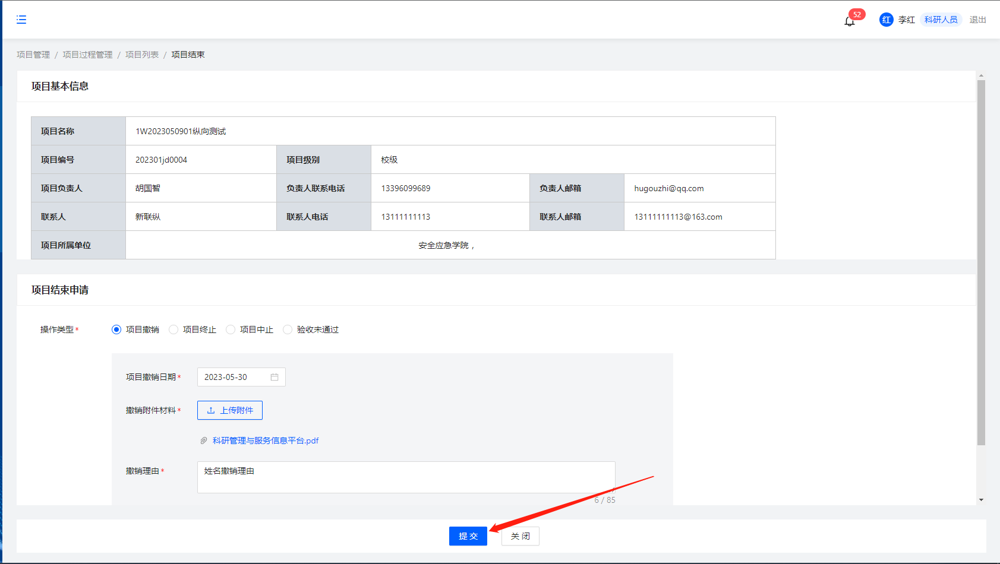 52
红 李红 科研人员 退出
项目管理 / 项目过程管理 / 项目列表 / 项目结束
项目基本信息
项目名称 1W2023050901纵向测试
项目编号 202301jd0004 项目级别 校级
项目负责人 胡国智 负责人联系电话 13396099689 负责人邮箱 hugouzhi@qq.com
联系人 新联纵 联系人电话 13111111113 联系人邮箱 13111111113@163.com
项目所属单位 安全应急学院，
项目结束申请
操作类型* 项目撤销 项目终止 项目中止 验收未通过
项目撤销日期* 2023-05-30
撤销附件材料* 上传附件
科研管理与服务信息平台.pdf
撤销理由* 姓名撤销理由
6 / 85
提 交 关 闭